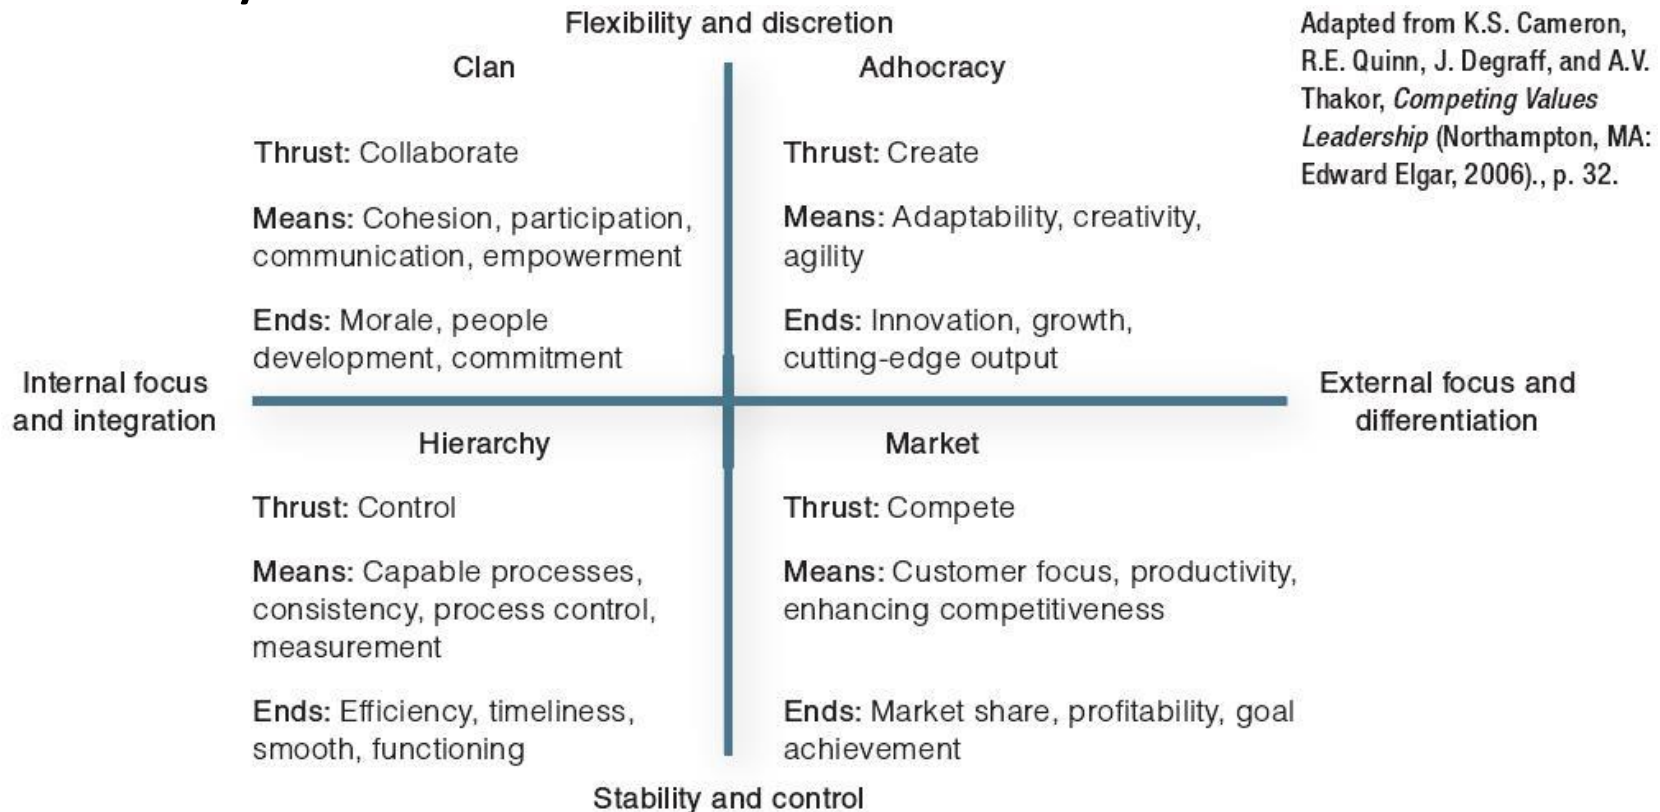 Flexibility and discretion
Clan
Thrust: Collaborate
Means: Cohesion, participation,
communication, empowerment
Ends: Morale, people
development, commitment
Adhocracy
Thrust: Create
Means: Adaptability, creativity,
agility
Ends: Innovation, growth,
cutting-edge output
Adapted from K.S. Cameron,
R.E. Quinn, J. Degraff, and A.V.
Thakor, Competing Values
Leadership (Northampton, MA:
Edward Elgar, 2006)., p. 32.
Internal focus
and integration
External focus and
differentiation
Hierarchy
Thrust: Control
Means: Capable processes,
consistency, process control,
measurement
Ends: Efficiency, timeliness,
smooth, functioning
Market
Thrust: Compete
Means: Customer focus, productivity,
enhancing competitiveness
Ends: Market share, profitability, goal
achievement
Stability and control